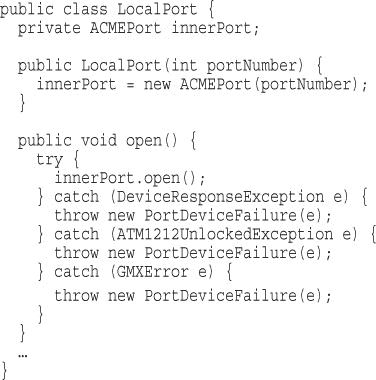 public class LocalPort {
  private ACMEPort innerPort;

  public LocalPort(int portNumber) {
    innerPort = new ACMEPort(portNumber);
  }

  public void open() {
    try {
      innerPort.open();
    } catch (DeviceResponseException e) {
      throw new PortDeviceFailure(e);
    } catch (ATM1212UnlockedException e) {
      throw new PortDeviceFailure(e);
    } catch (GMXError e) {
      throw new PortDeviceFailure(e);
    }
  }
  …
}